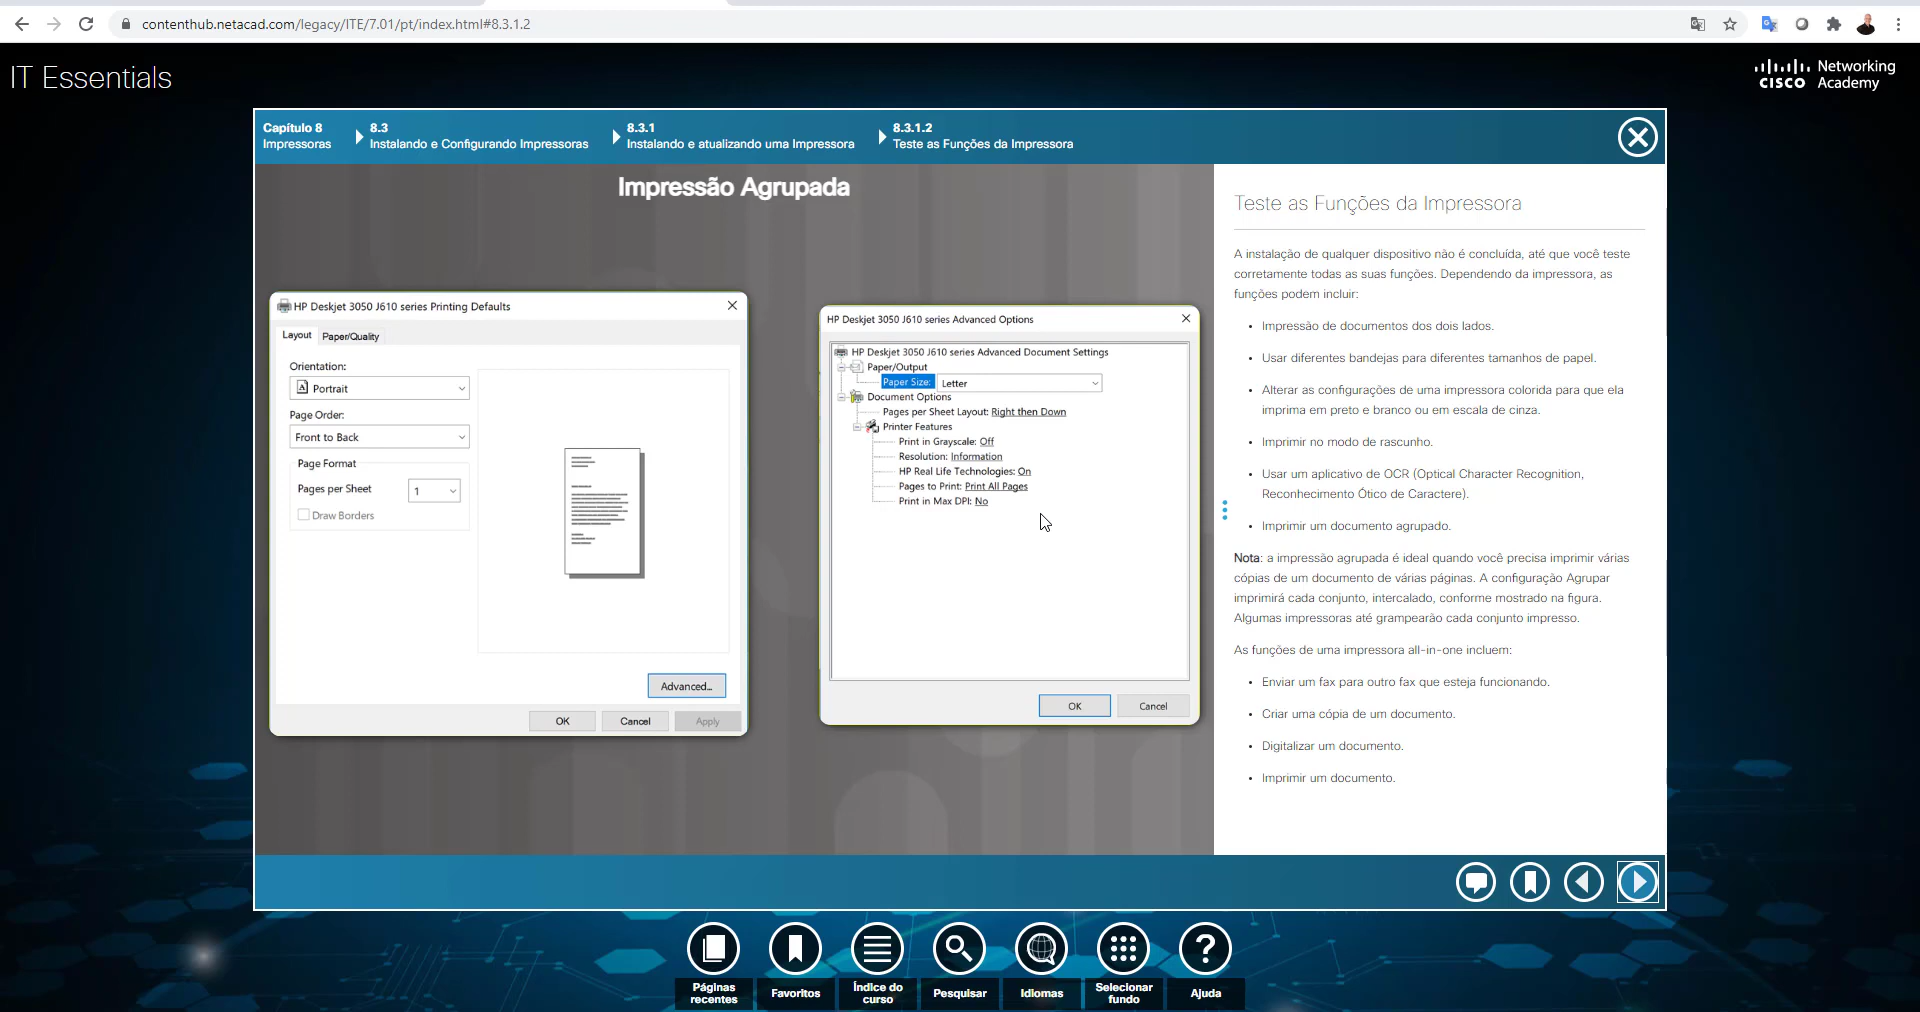 contenthub.netacad.com/legacy/ITE/7.01/pt/index.html#8.3.1.2
IT Essentials
CISCO
Networking
Academy
Capítulo 8
Impressoras
8.3
Instalando e Configurando Impressoras
8.3.1
Instalando e atualizando uma Impressora
8.3.1.2
Teste as Funções da Impressora
Impressão Agrupada
HP Deskjet 3050 J610 series Printing Defaults
Layout
Paper/Quality
Orientation:
Portrait
Page Order:
Front to Back
Page Format
Pages per Sheet
1
Draw Borders
Advanced...
OK
Cancel
Apply
HP Deskjet 3050 J610 series Advanced Options
HP Deskjet 3050 J610 series Advanced Document Settings
Paper/Output
Paper Size: Letter
Document Options
Pages per Sheet Layout: Right then Down
Printer Features
Print in Grayscale: Off
Resolution: Information
HP Real Life Technologies: On
Pages to Print: Print All Pages
Print in Max DPI: No
OK
Cancel
Teste as Funções da Impressora
A instalação de qualquer dispositivo não é concluída, até que você teste
corretamente todas as suas funções. Dependendo da impressora, as
funções podem incluir:
• Impressão de documentos dos dois lados.
• Usar diferentes bandejas para diferentes tamanhos de papel.
• Alterar as configurações de uma impressora colorida para que ela
imprima em preto e branco ou em escala de cinza.
• Imprimir no modo de rascunho.
• Usar um aplicativo de OCR (Optical Character Recognition,
Reconhecimento Ótico de Caractere).
• Imprimir um documento agrupado.
Nota: a impressão agrupada é ideal quando você precisa imprimir várias
cópias de um documento de várias páginas. A configuração Agrupar
imprimirá cada conjunto, intercalado, conforme mostrado na figura.
Algumas impressoras até grampearão cada conjunto impresso.
As funções de uma impressora all-in-one incluem:
• Enviar um fax para outro fax que esteja funcionando.
• Criar uma cópia de um documento.
• Digitalizar um documento.
• Imprimir um documento.
Páginas
recentes
Favoritos
Índice do
curso
Pesquisar
Idiomas
Selecionar
fundo
Ajuda